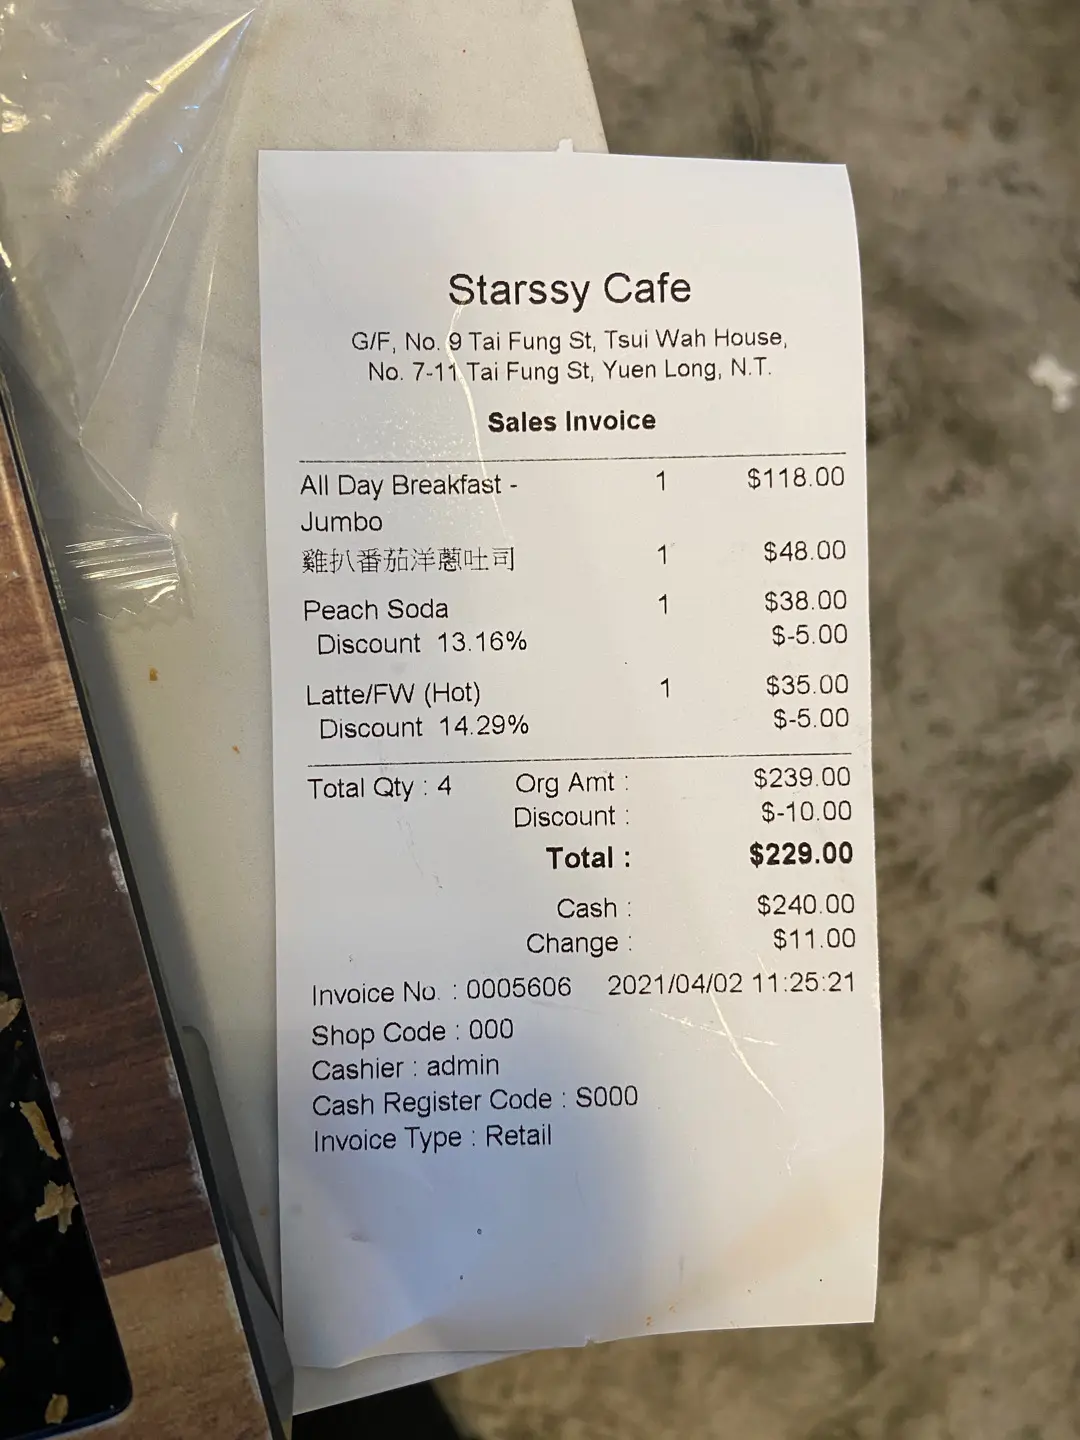 Starssy Cafe
G/F, No. 9 Tai Fung St, Tsui Wah House,
No. 7-11 Tai Fung St, Yuen Long, N.T.
Sales Invoice
All Day Breakfast - 1 $118.00
Jumbo
雞扒番茄洋蔥吐司 1 $48.00
Peach Soda 1 $38.00
Discount 13.16% $-5.00
Latte/FW (Hot) 1 $35.00
Discount 14.29% $-5.00
Total Qty : 4 Org Amt : $239.00
Discount : $-10.00
Total : $229.00
Cash : $240.00
Change : $11.00
Invoice No. : 0005606 2021/04/02 11:25:21
Shop Code : 000
Cashier : admin
Cash Register Code : S000
Invoice Type : Retail